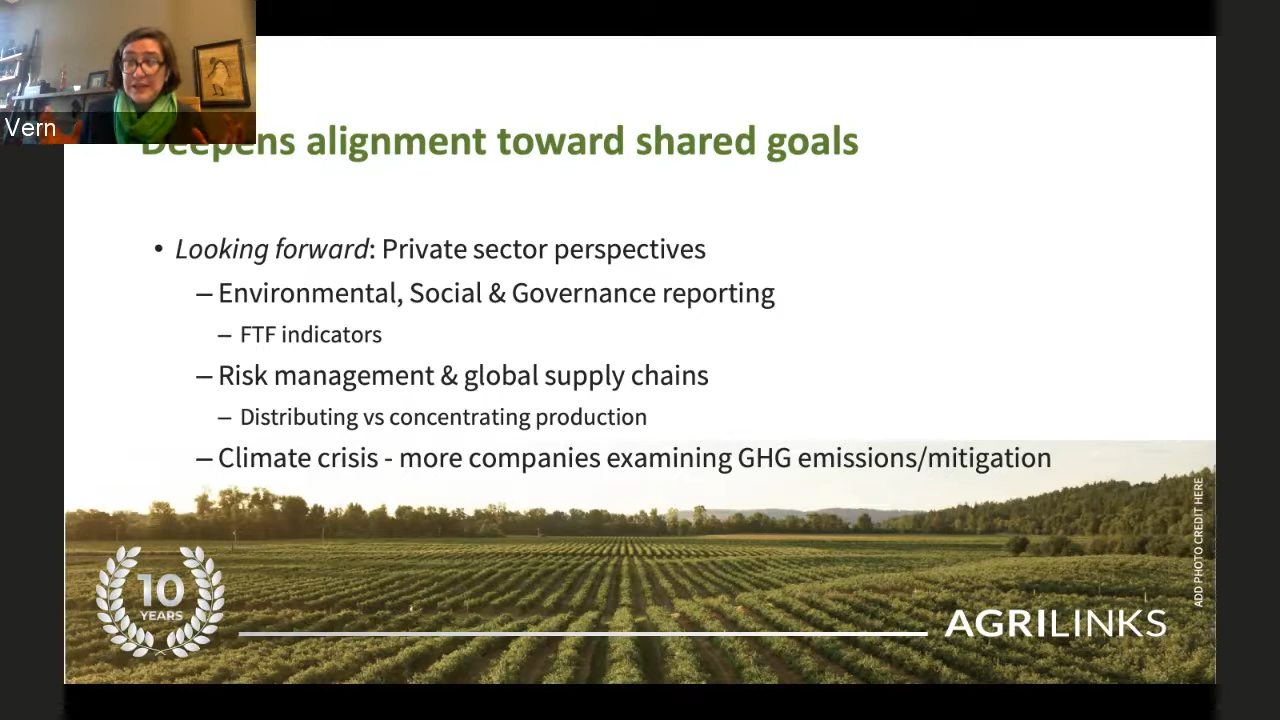 Vern
Deepens alignment toward shared goals
• Looking forward: Private sector perspectives
– Environmental, Social & Governance reporting
– FTF indicators
– Risk management & global supply chains
– Distributing vs concentrating production
– Climate crisis - more companies examining GHG emissions/mitigation
ADD PHOTO CREDIT HERE
10
YEARS
AGRILINKS